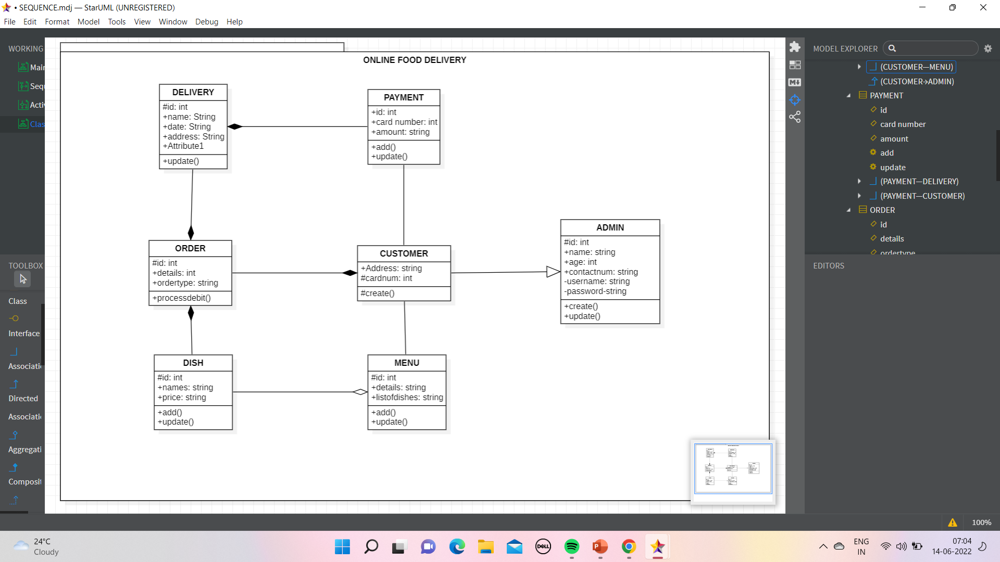 • SEQUENCE.mdj — StarUML (UNREGISTERED)
File Edit Format Model Tools View Window Debug Help
WORKING
Main
Sequ
Activ
Clas
TOOLBOX
Class
Interface
Associati
Directed
Associati
Aggregati
Composit
ONLINE FOOD DELIVERY
DELIVERY
#id: int
+name: String
+date: String
+address: String
+Attribute1
+update()
PAYMENT
+id: int
+card number: int
+amount: string
+add()
+update()
ORDER
#id: int
+details: int
+ordertype: string
+processdebit()
CUSTOMER
+Address: string
#cardnum: int
#create()
ADMIN
#id: int
+name: string
+age: int
+contactnum: string
-username: string
-password-string
+create()
+update()
DISH
#id: int
+names: string
+price: string
+add()
+update()
MENU
#id: int
+details: string
+listofdishes: string
+add()
+update()
M
MODEL EXPLORER
(CUSTOMER—MENU)
(CUSTOMER→ADMIN)
PAYMENT
id
card number
amount
add
update
(PAYMENT—DELIVERY)
(PAYMENT—CUSTOMER)
ORDER
id
details
ordertype
EDITORS
100%
24°C
Cloudy
DELL
ENG
IN
07:04
14-06-2022